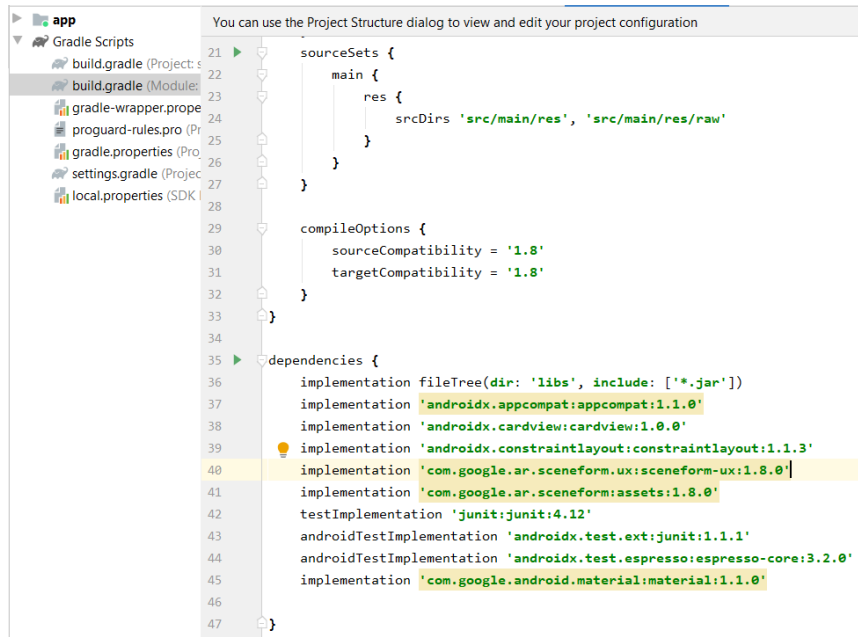 app
You can use the Project Structure dialog to view and edit your project configuration
Gradle Scripts
build.gradle (Project: s
build.gradle (Module:
gradle-wrapper.prope
proguard-rules.pro (Pr
gradle.properties (Pro
settings.gradle (Projec
local.properties (SDK
21 sourceSets {
22 main {
23 res {
24 srcDirs 'src/main/res', 'src/main/res/raw'
25 }
26 }
27 }
28
29 compileOptions {
30 sourceCompatibility = '1.8'
31 targetCompatibility = '1.8'
32 }
33 }
34
35 dependencies {
36 implementation fileTree(dir: 'libs', include: ['*.jar'])
37 implementation 'androidx.appcompat:appcompat:1.1.0'
38 implementation 'androidx.cardview:cardview:1.0.0'
39 implementation 'androidx.constraintlayout:constraintlayout:1.1.3'
40 implementation 'com.google.ar.sceneform.ux:sceneform-ux:1.8.0'
41 implementation 'com.google.ar.sceneform:assets:1.8.0'
42 testImplementation 'junit:junit:4.12'
43 androidTestImplementation 'androidx.test.ext:junit:1.1.1'
44 androidTestImplementation 'androidx.test.espresso:espresso-core:3.2.0'
45 implementation 'com.google.android.material:material:1.1.0'
46
47 }